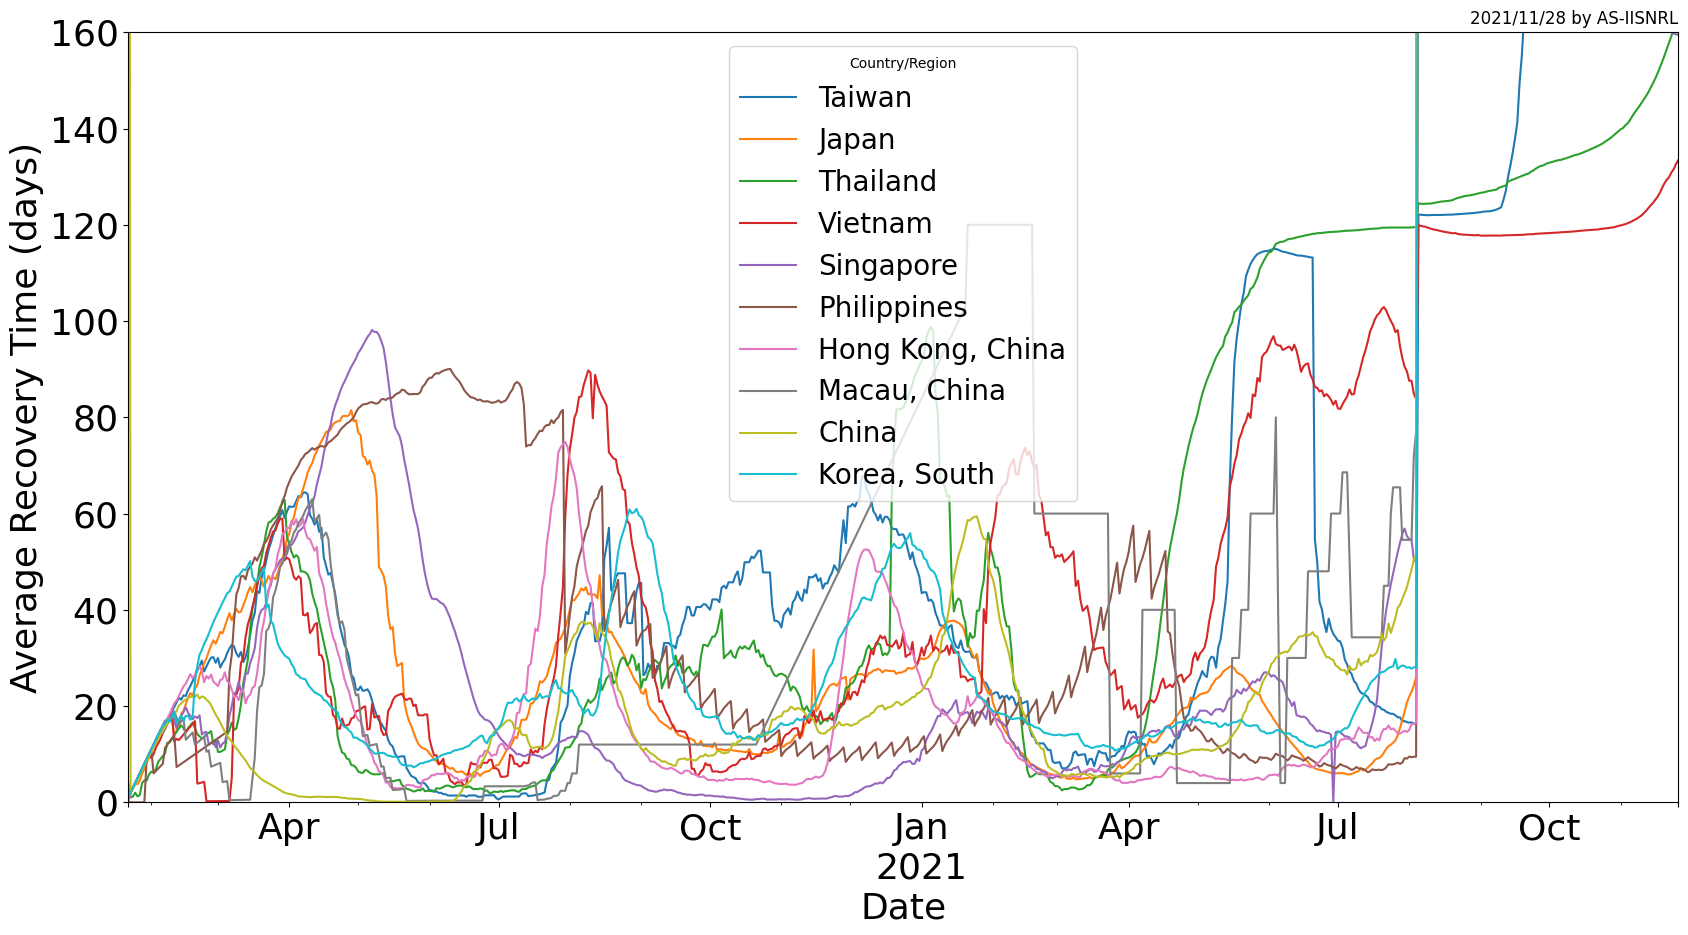 2021/11/28 by AS-IISNRL
Average Recovery Time (days)
160
140
120
100
80
60
40
20
0
Country/Region
Taiwan
Japan
Thailand
Vietnam
Singapore
Philippines
Hong Kong, China
Macau, China
China
Korea, South
Apr
Jul
Oct
Jan
2021
Apr
Jul
Oct
Date